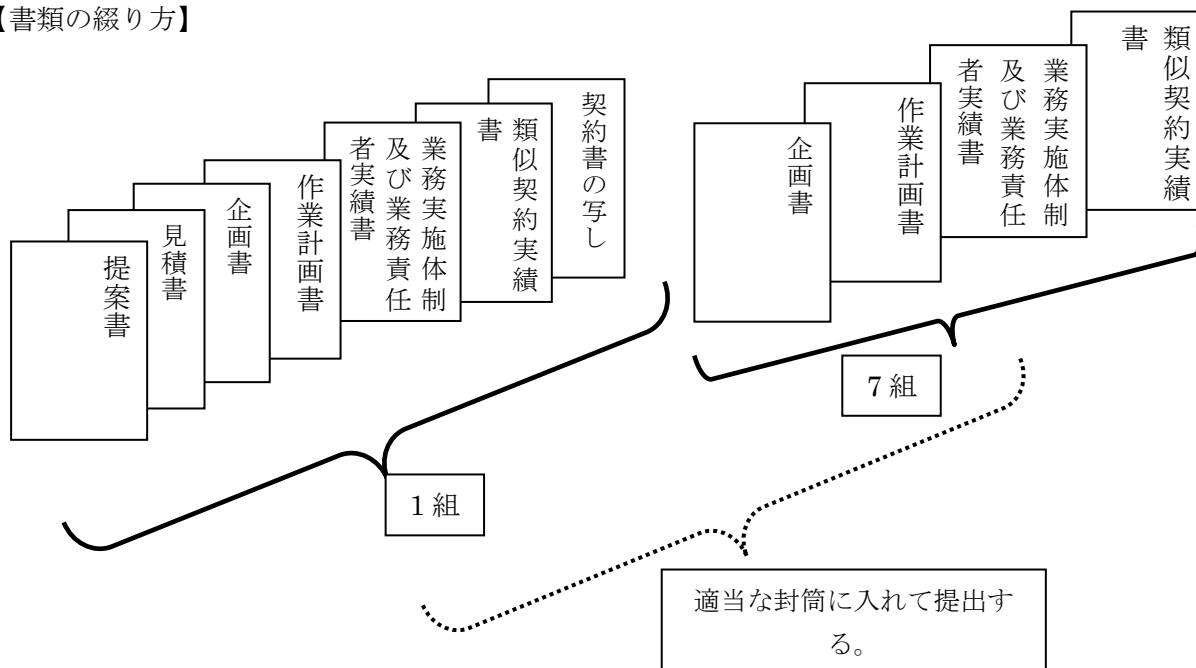 【書類の綴り方】
提案書
見積書
企画書
作業計画書
業務実施体制
及び業務責任
者実績書
類似契約実績
書
契約書の写し
1組
企画書
作業計画書
業務実施体制
及び業務責任
者実績書
類似契約実績
書
7組
適当な封筒に入れて提出す
る。